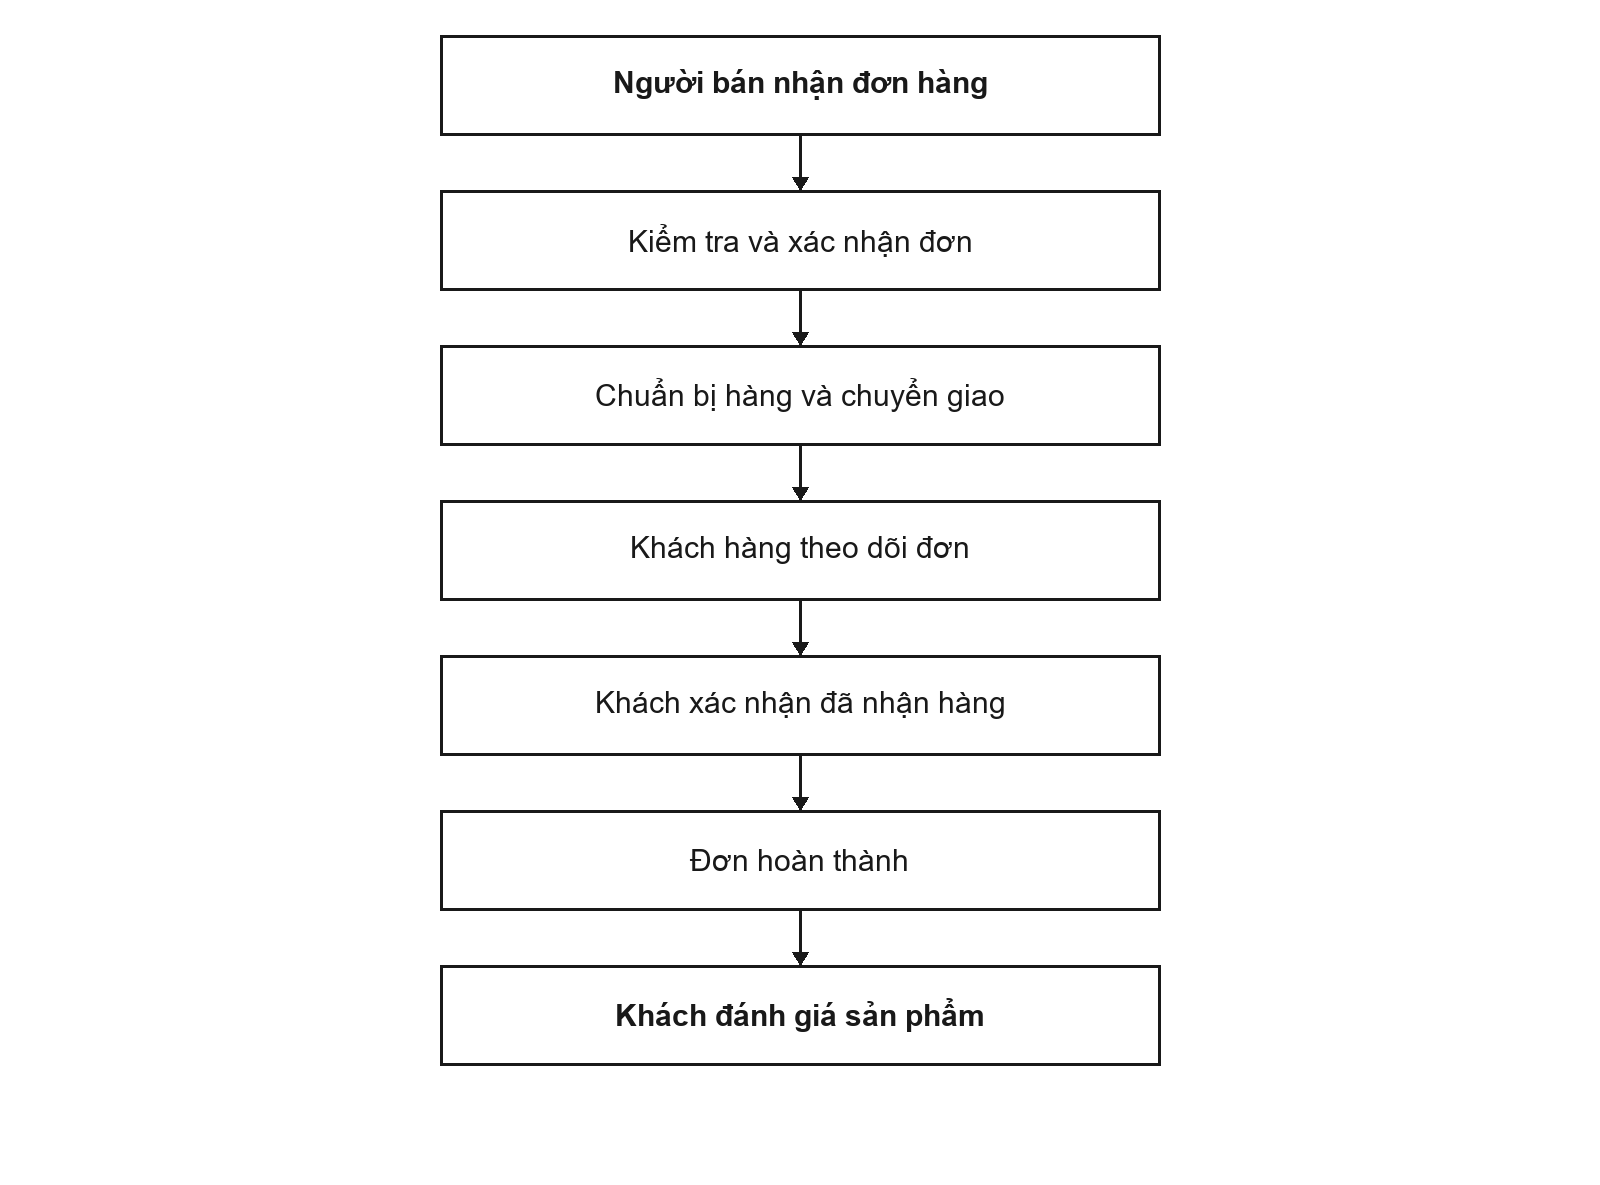 Người bán nhận đơn hàng
Kiểm tra và xác nhận đơn
Chuẩn bị hàng và chuyển giao
Khách hàng theo dõi đơn
Khách xác nhận đã nhận hàng
Đơn hoàn thành
Khách đánh giá sản phẩm